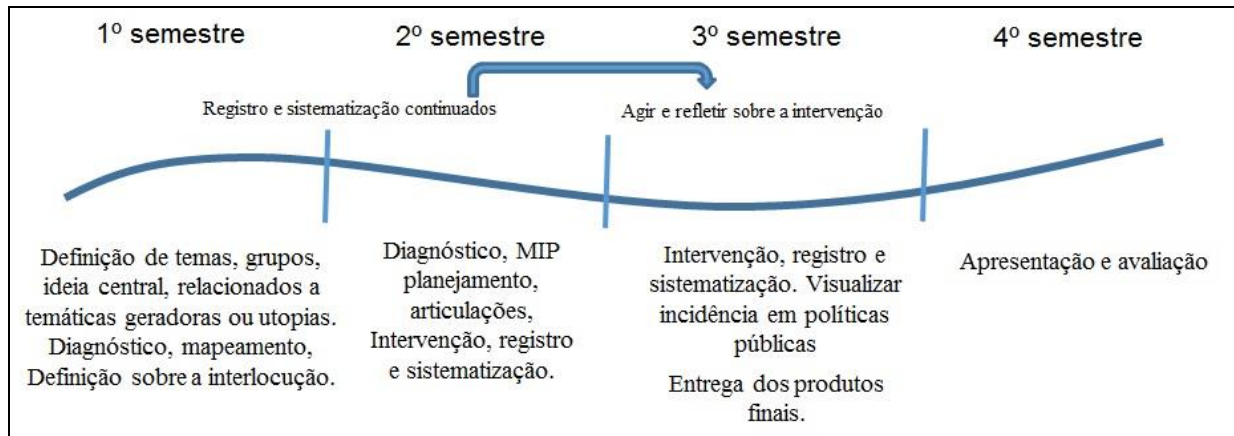 1º semestre
2º semestre
3º semestre
4º semestre
Registro e sistematização continuados
Agir e refletir sobre a intervenção
Definição de temas, grupos,
ideia central, relacionados a
temáticas geradoras ou utopias.
Diagnóstico, mapeamento,
Definição sobre a interlocução.
Diagnóstico, MIP
planejamento,
articulações,
Intervenção, registro
e sistematização.
Intervenção, registro e
sistematização. Visualizar
incidência em políticas
públicas
Entrega dos produtos
finais.
Apresentação e avaliação